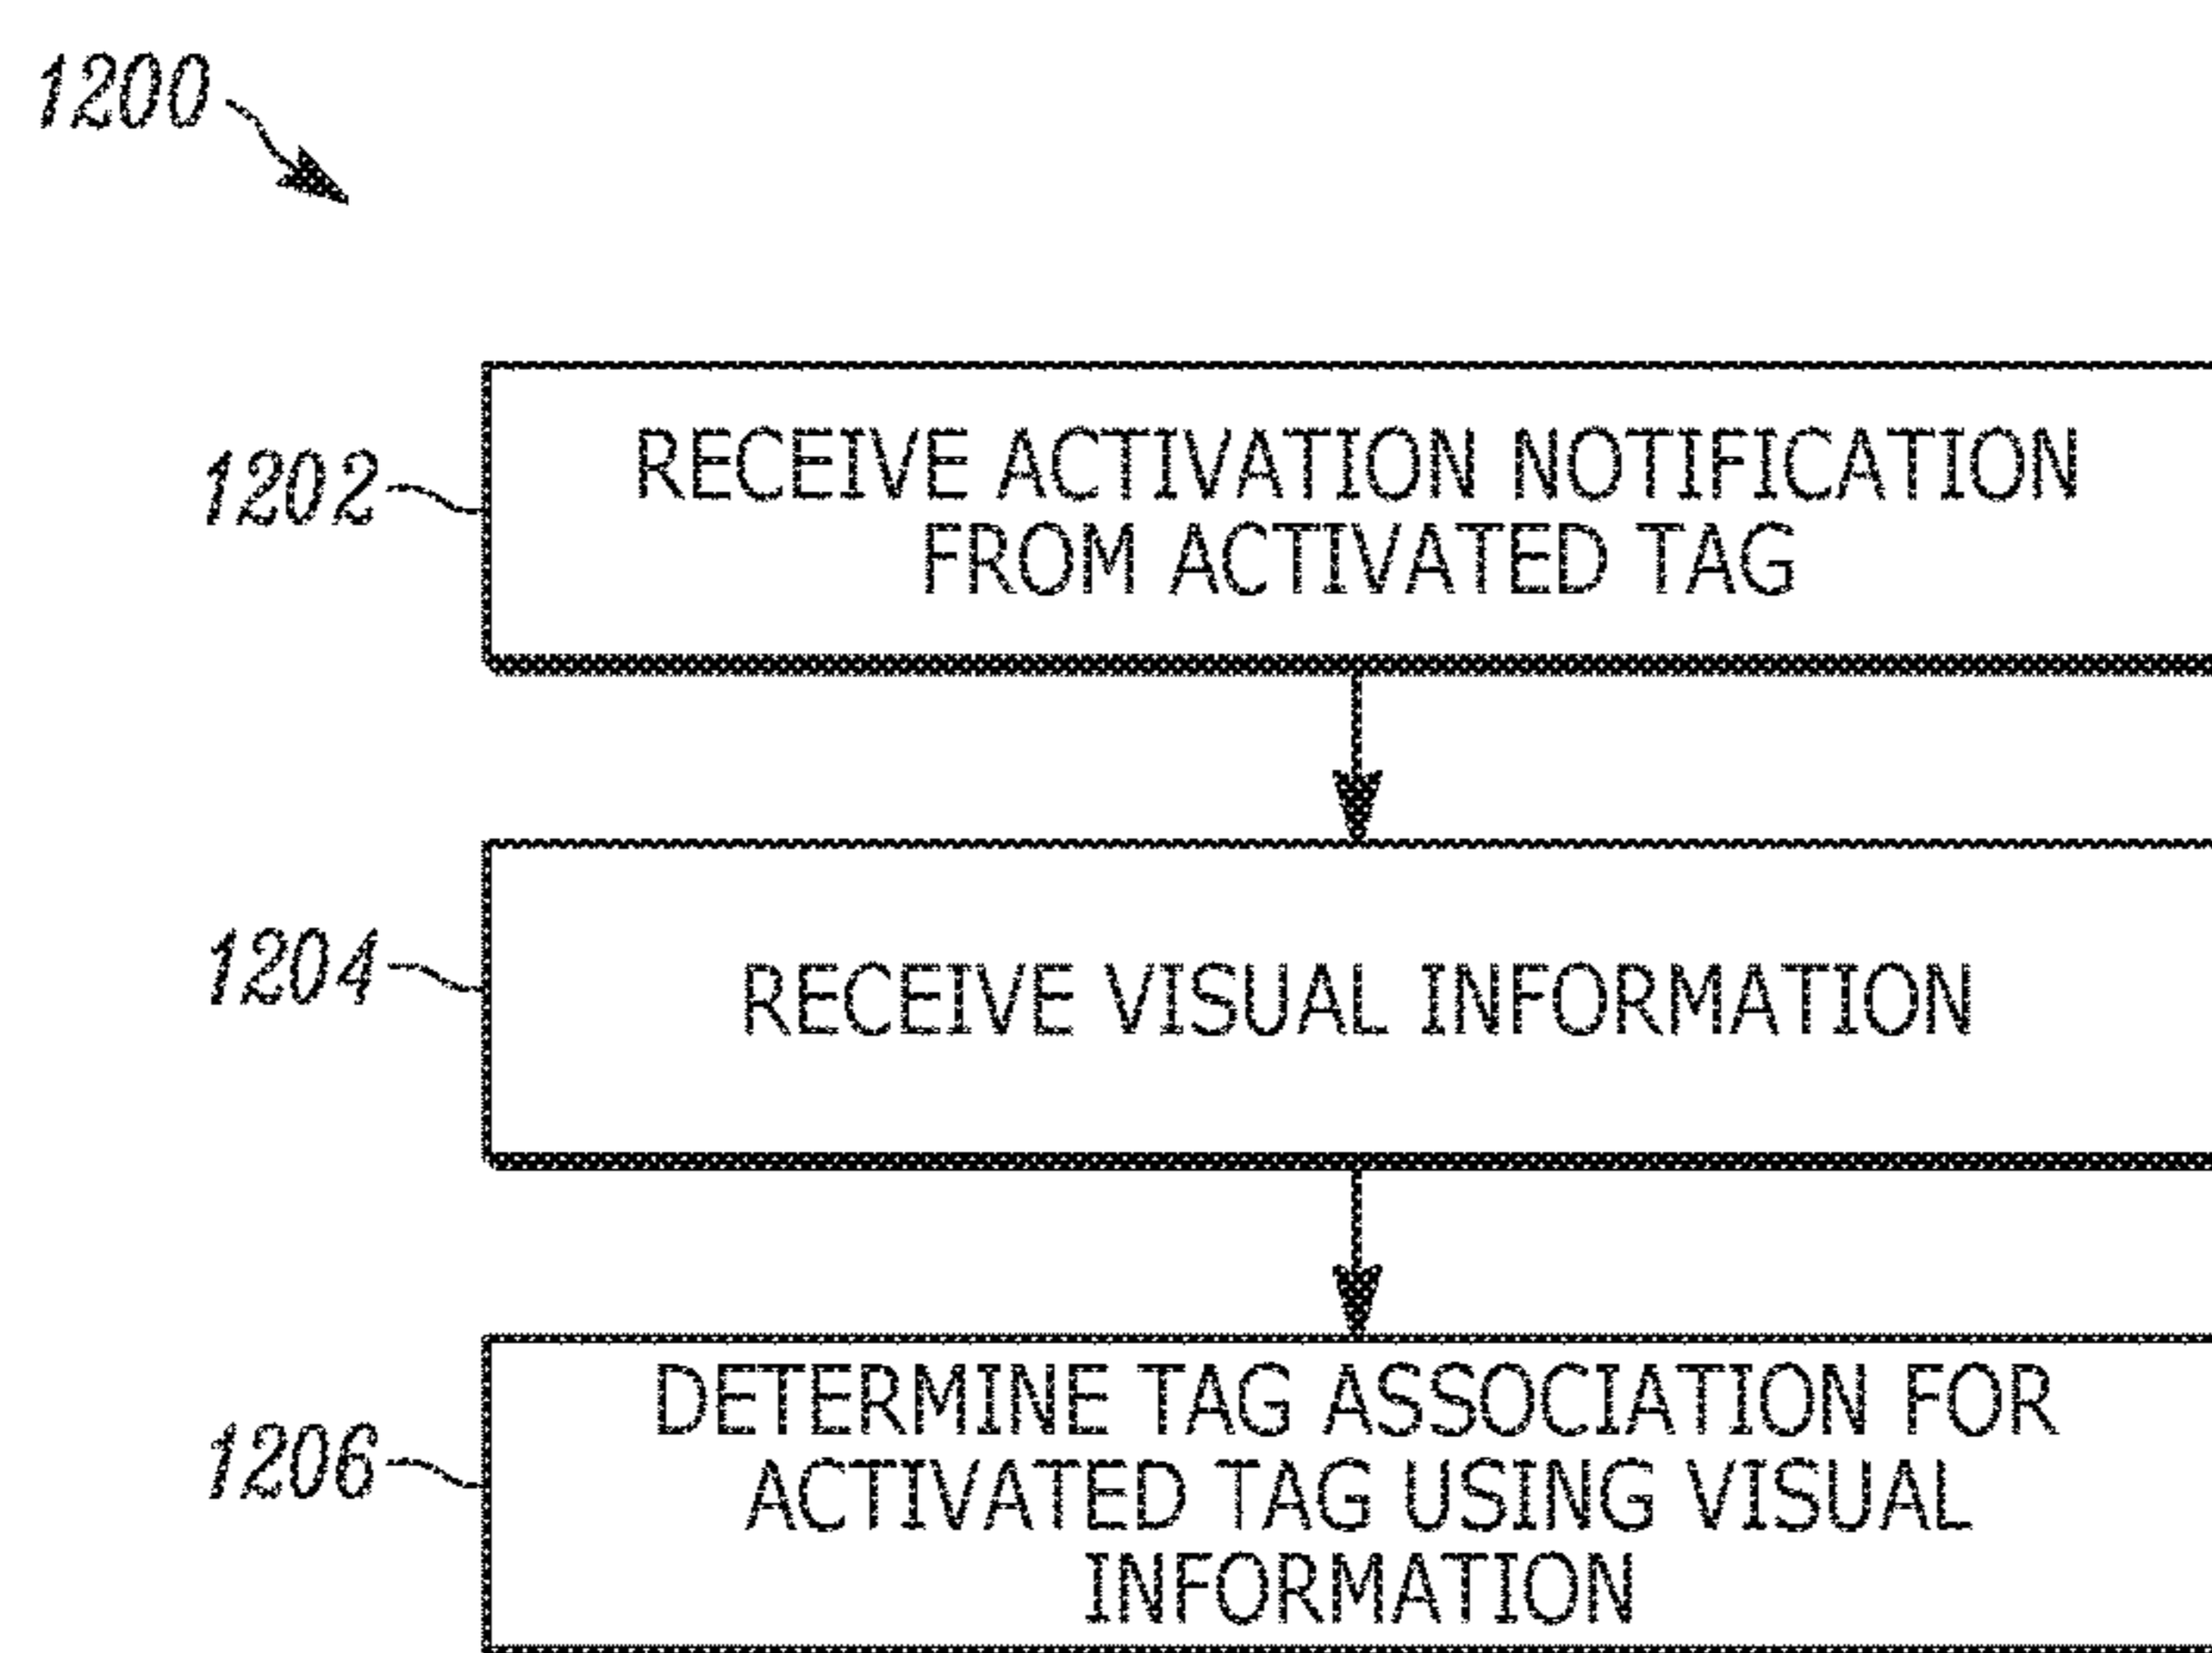 1200
1202
RECEIVE ACTIVATION NOTIFICATION
FROM ACTIVATED TAG
1204
RECEIVE VISUAL INFORMATION
1206
DETERMINE TAG ASSOCIATION FOR
ACTIVATED TAG USING VISUAL
INFORMATION